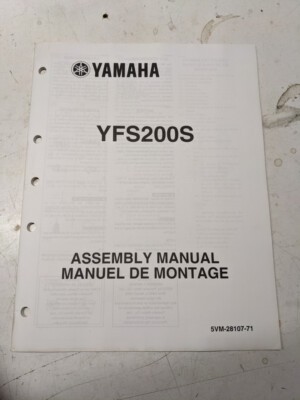 YAMAHA
YFS200S
ASSEMBLY MANUAL
MANUEL DE MONTAGE
5VM-28107-71